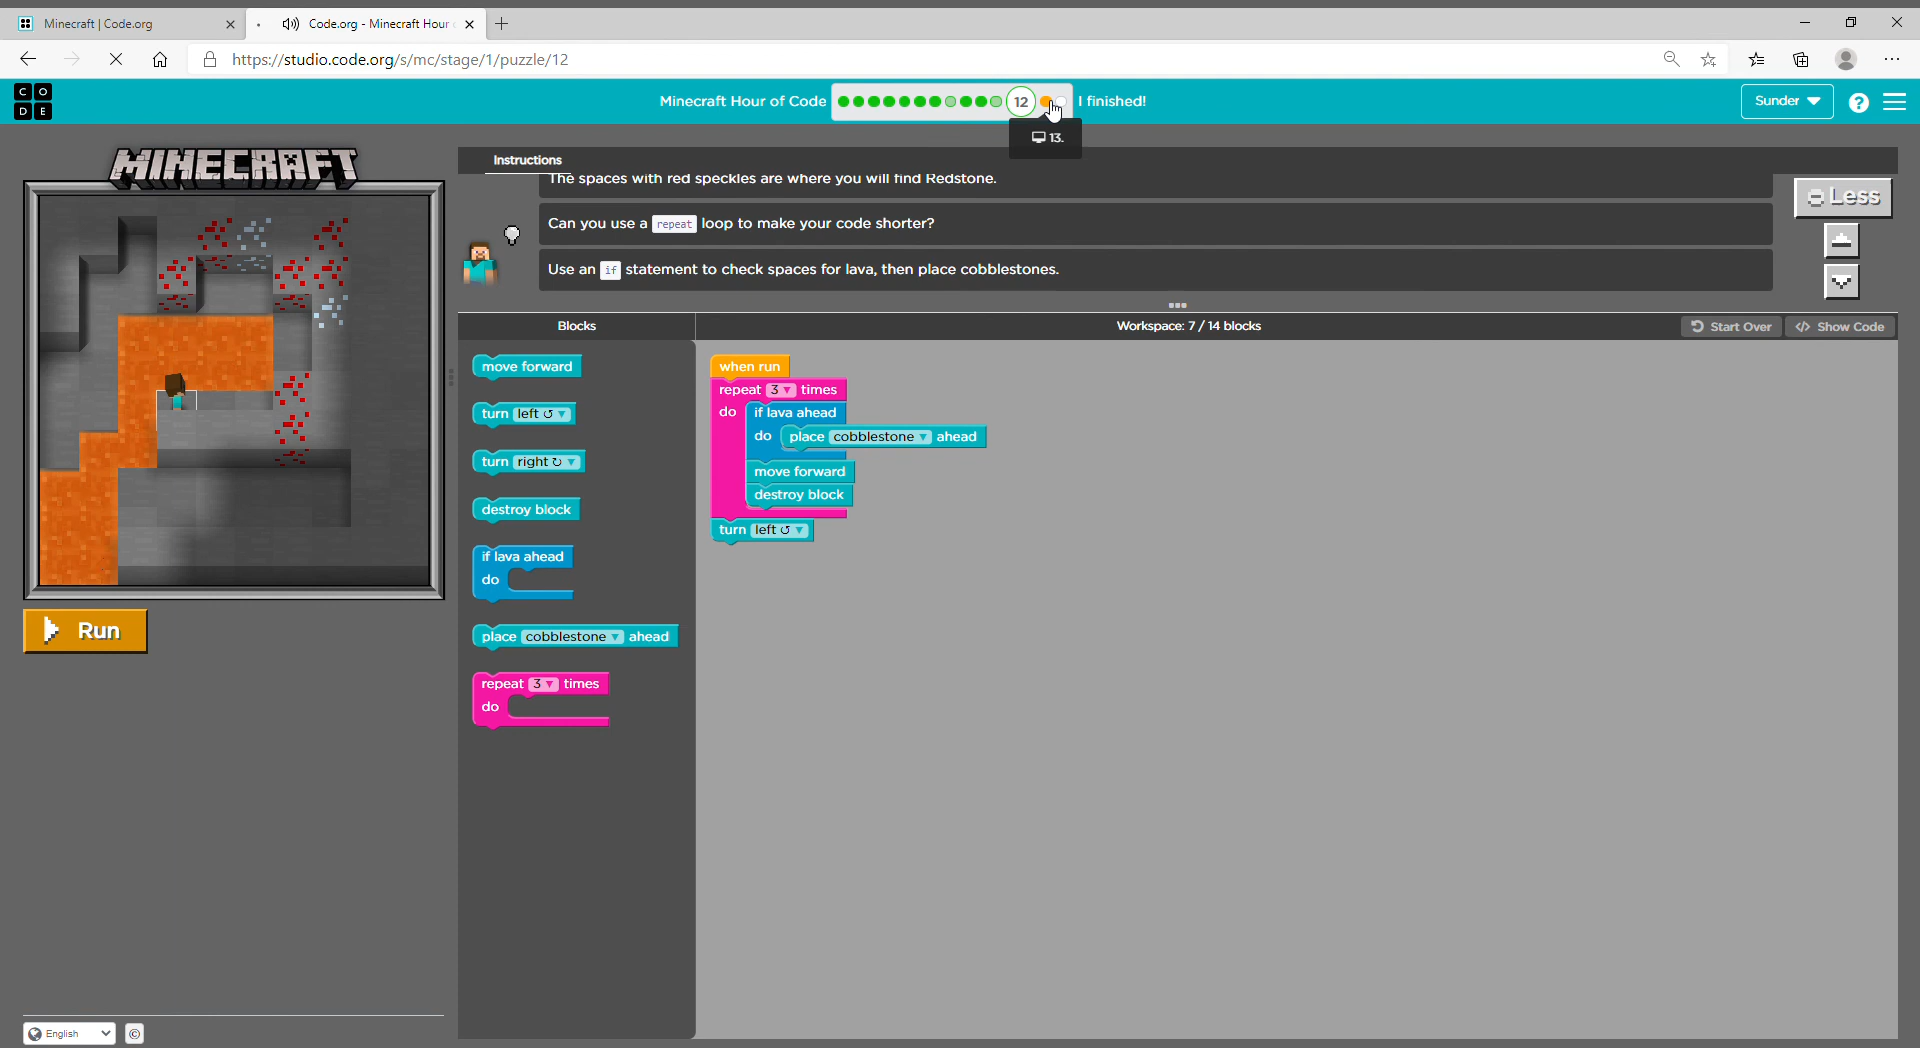 Minecraft | Code.org
Code.org - Minecraft Hour
https://studio.code.org/s/mc/stage/1/puzzle/12
CODE
Minecraft Hour of Code
12
I finished!
Sunder
?
13.
MINECRAFT
Instructions
The spaces with red speckles are where you will find Redstone.
Can you use a repeat loop to make your code shorter?
Use an if statement to check spaces for lava, then place cobblestones.
Less
Blocks
Workspace: 7 / 14 blocks
Start Over
</> Show Code
move forward
turn left ↺ ▼
turn right ↻ ▼
destroy block
if lava ahead
do
place cobblestone ▼ ahead
repeat 3 ▼ times
do
when run
repeat 3 ▼ times
do if lava ahead
do place cobblestone ▼ ahead
move forward
destroy block
turn left ↺ ▼
Run
English
©